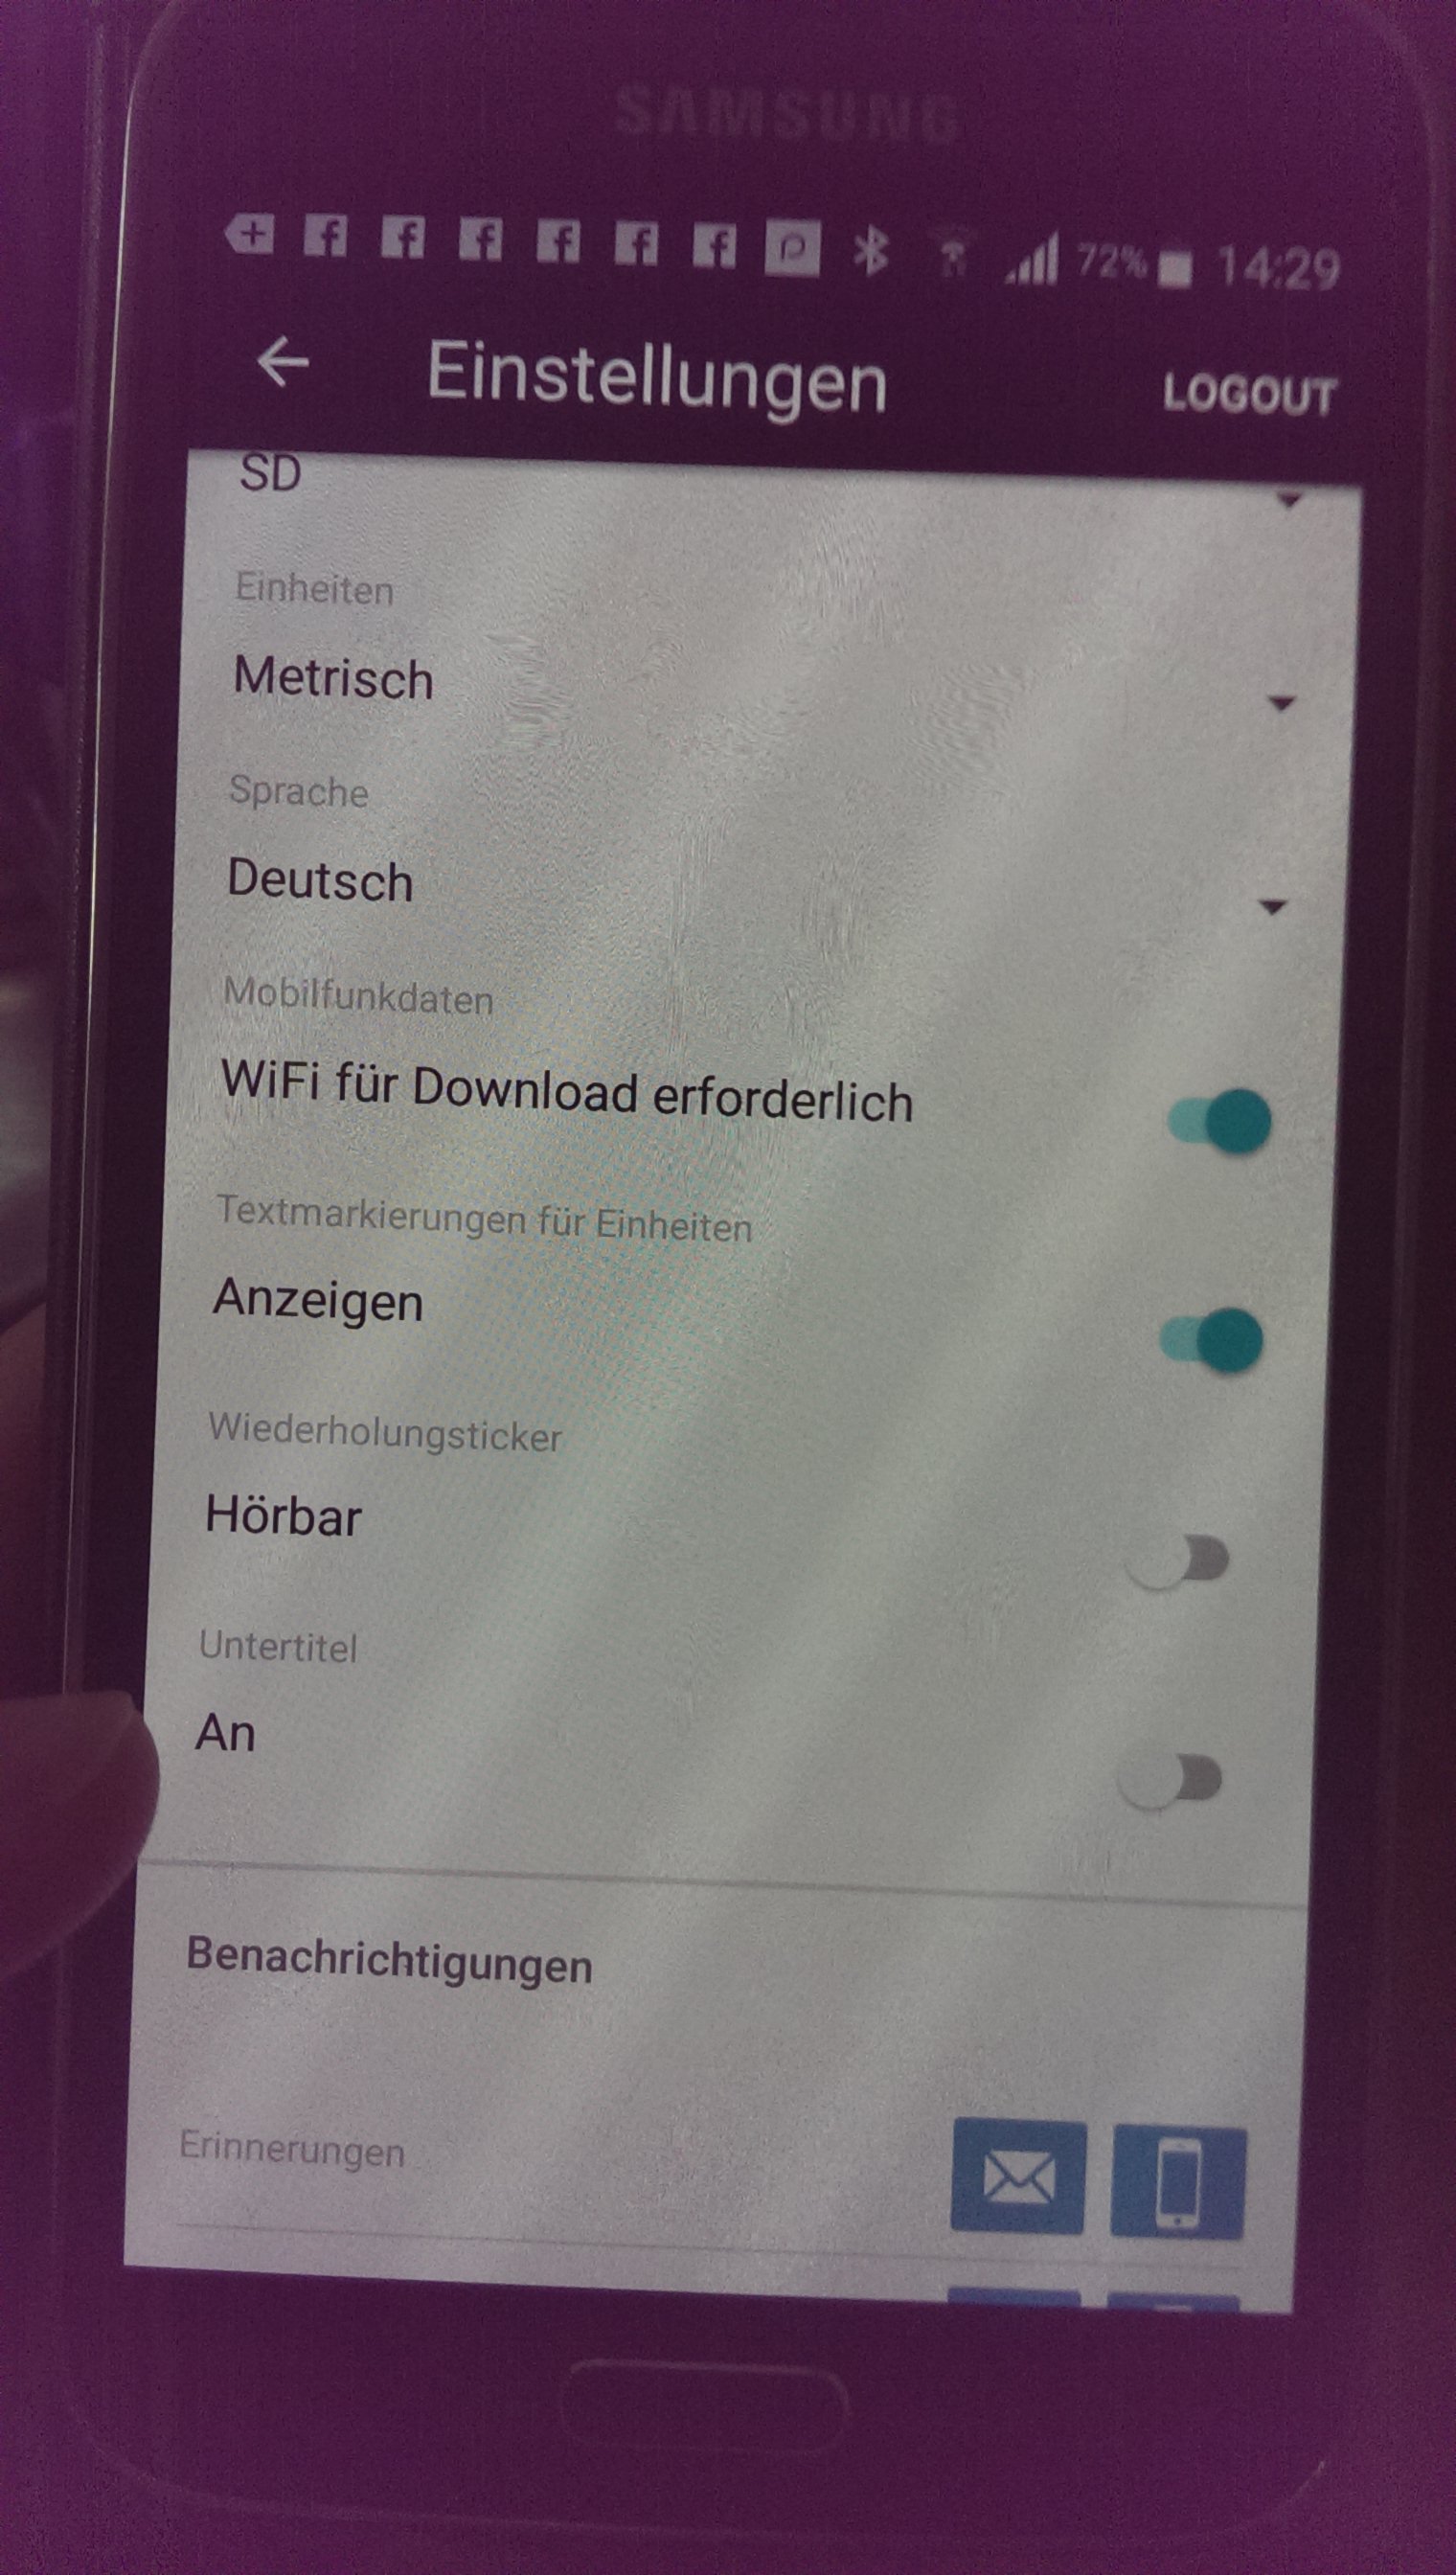 SAMSUNG
72% 14:29
Einstellungen LOGOUT
SD
Einheiten
Metrisch
Sprache
Deutsch
Mobilfunkdaten
WiFi für Download erforderlich
Textmarkierungen für Einheiten
Anzeigen
Wiederholungsticker
Hörbar
Untertitel
An
Benachrichtigungen
Erinnerungen